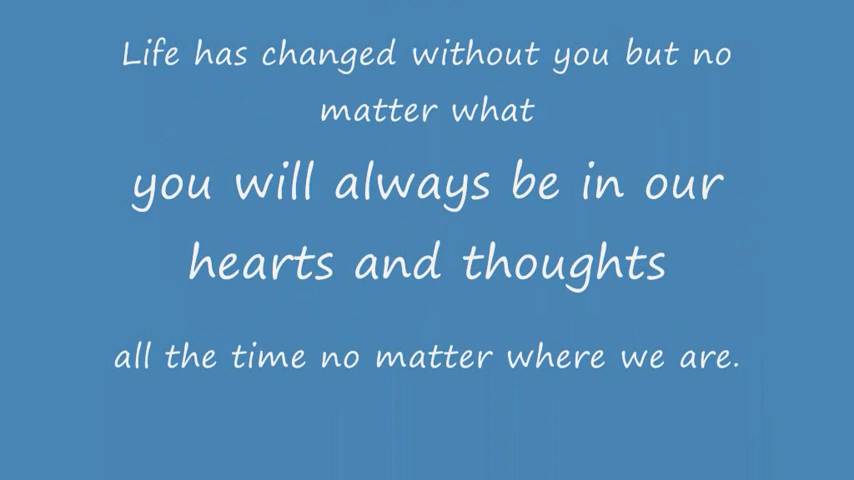 Life has changed without you but no
matter what
you will always be in our
hearts and thoughts
all the time no matter where we are.